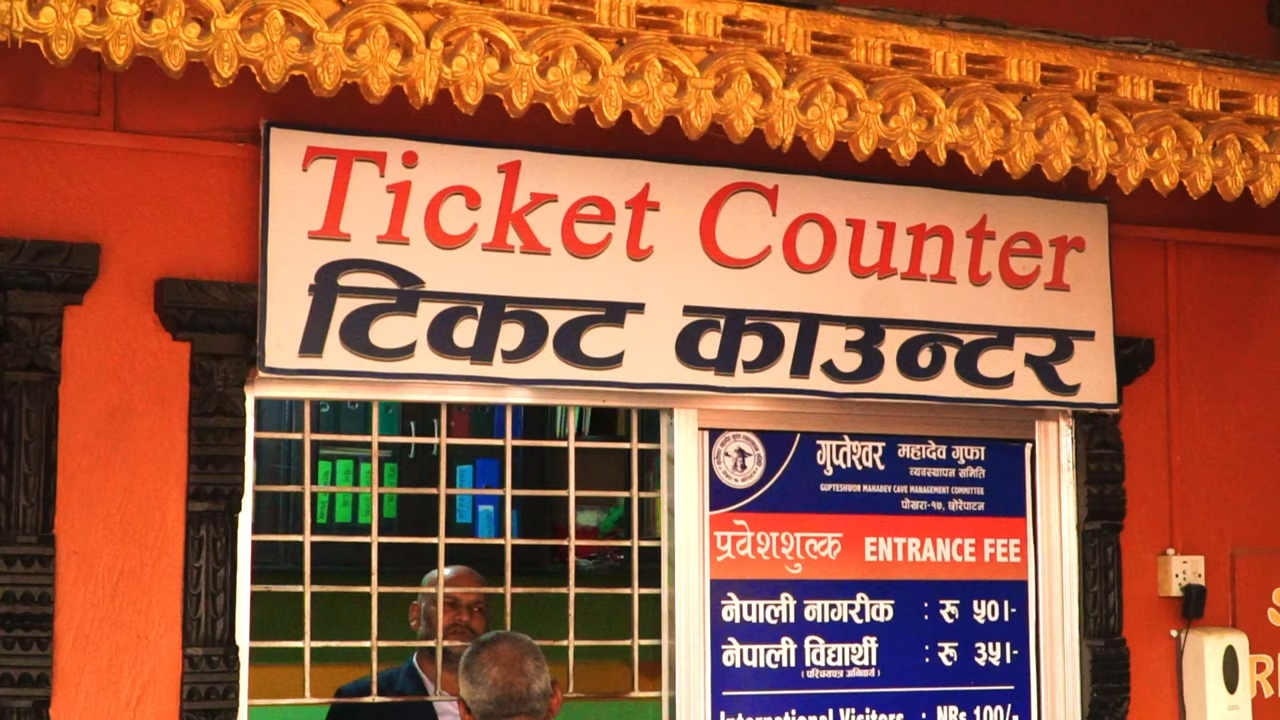 Ticket Counter
टिकट काउन्टर
गुप्तेश्वर महादेव गुफा
व्यवस्थापन समिति
GUPTESHWOR MAHADEV CAVE MANAGEMENT COMMITTEE
पोखरा-१७, छोरेपाटन
प्रवेशशुल्क ENTRANCE FEE
नेपाली नागरीक : रू ५०।-
नेपाली विद्यार्थी : रू ३५।-
( परिचयपत्र अनिवार्य )
International Visitors : NRs 100/-